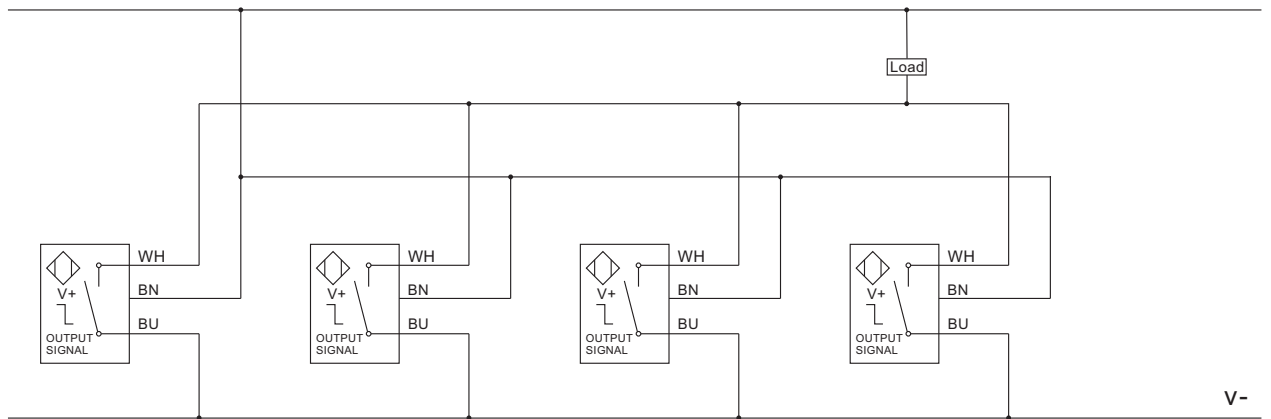 Load
WH
BN
BU
V+
OUTPUT
SIGNAL
WH
BN
BU
V+
OUTPUT
SIGNAL
WH
BN
BU
V+
OUTPUT
SIGNAL
WH
BN
BU
V+
OUTPUT
SIGNAL
V-